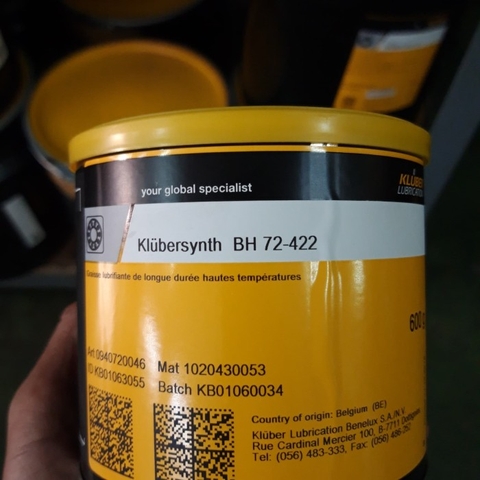 your global specialist
KLÜBER
LUBRICATION
Klübersynth BH 72-422
Graisse lubrifiante de longue durée hautes températures
600 g
Art 0940720046 Mat 1020430053
ID KB01063055 Batch KB01060034
Country of origin: Belgium (BE)
Klüber Lubrication Benelux S.A./N.V.
Rue Cardinal Mercier 100, B-7711 Dottignies
Tel: (056) 483-333, Fax: (056) 486-252